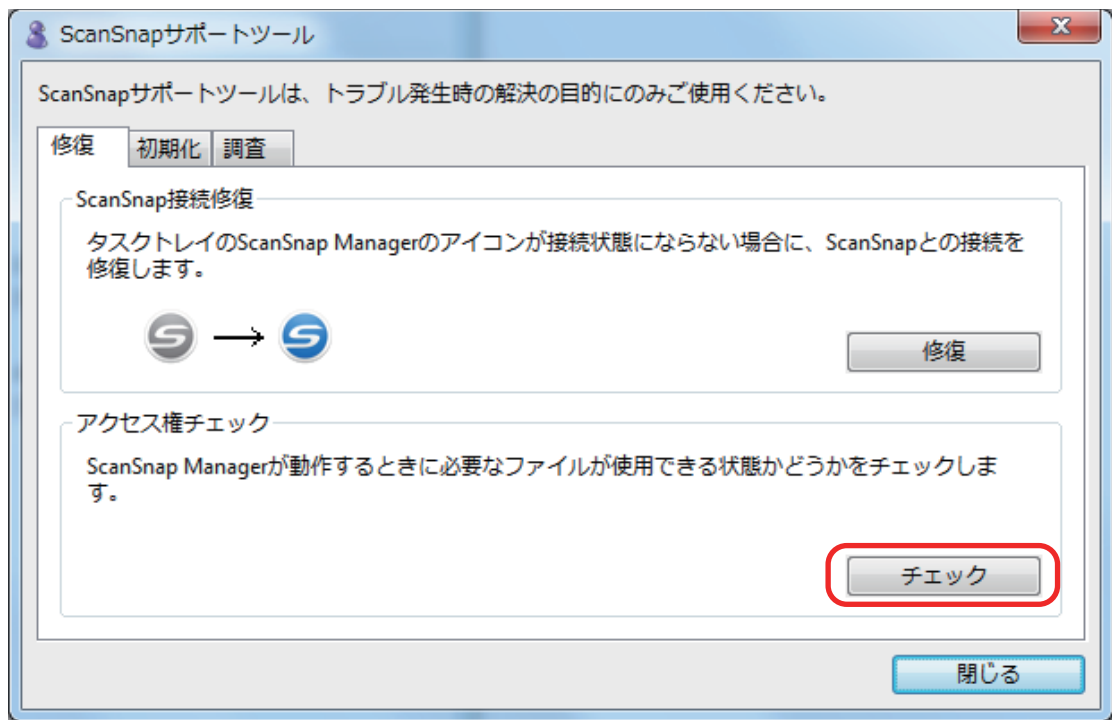 ScanSnapサポートツール
ScanSnapサポートツールは、トラブル発生時の解決の目的にのみご使用ください。
修復 初期化 調査
ScanSnap接続修復
タスクトレイのScanSnap Managerのアイコンが接続状態にならない場合に、ScanSnapとの接続を
修復します。
修復
アクセス権チェック
ScanSnap Managerが動作するときに必要なファイルが使用できる状態かどうかをチェックしま
す。
チェック
閉じる